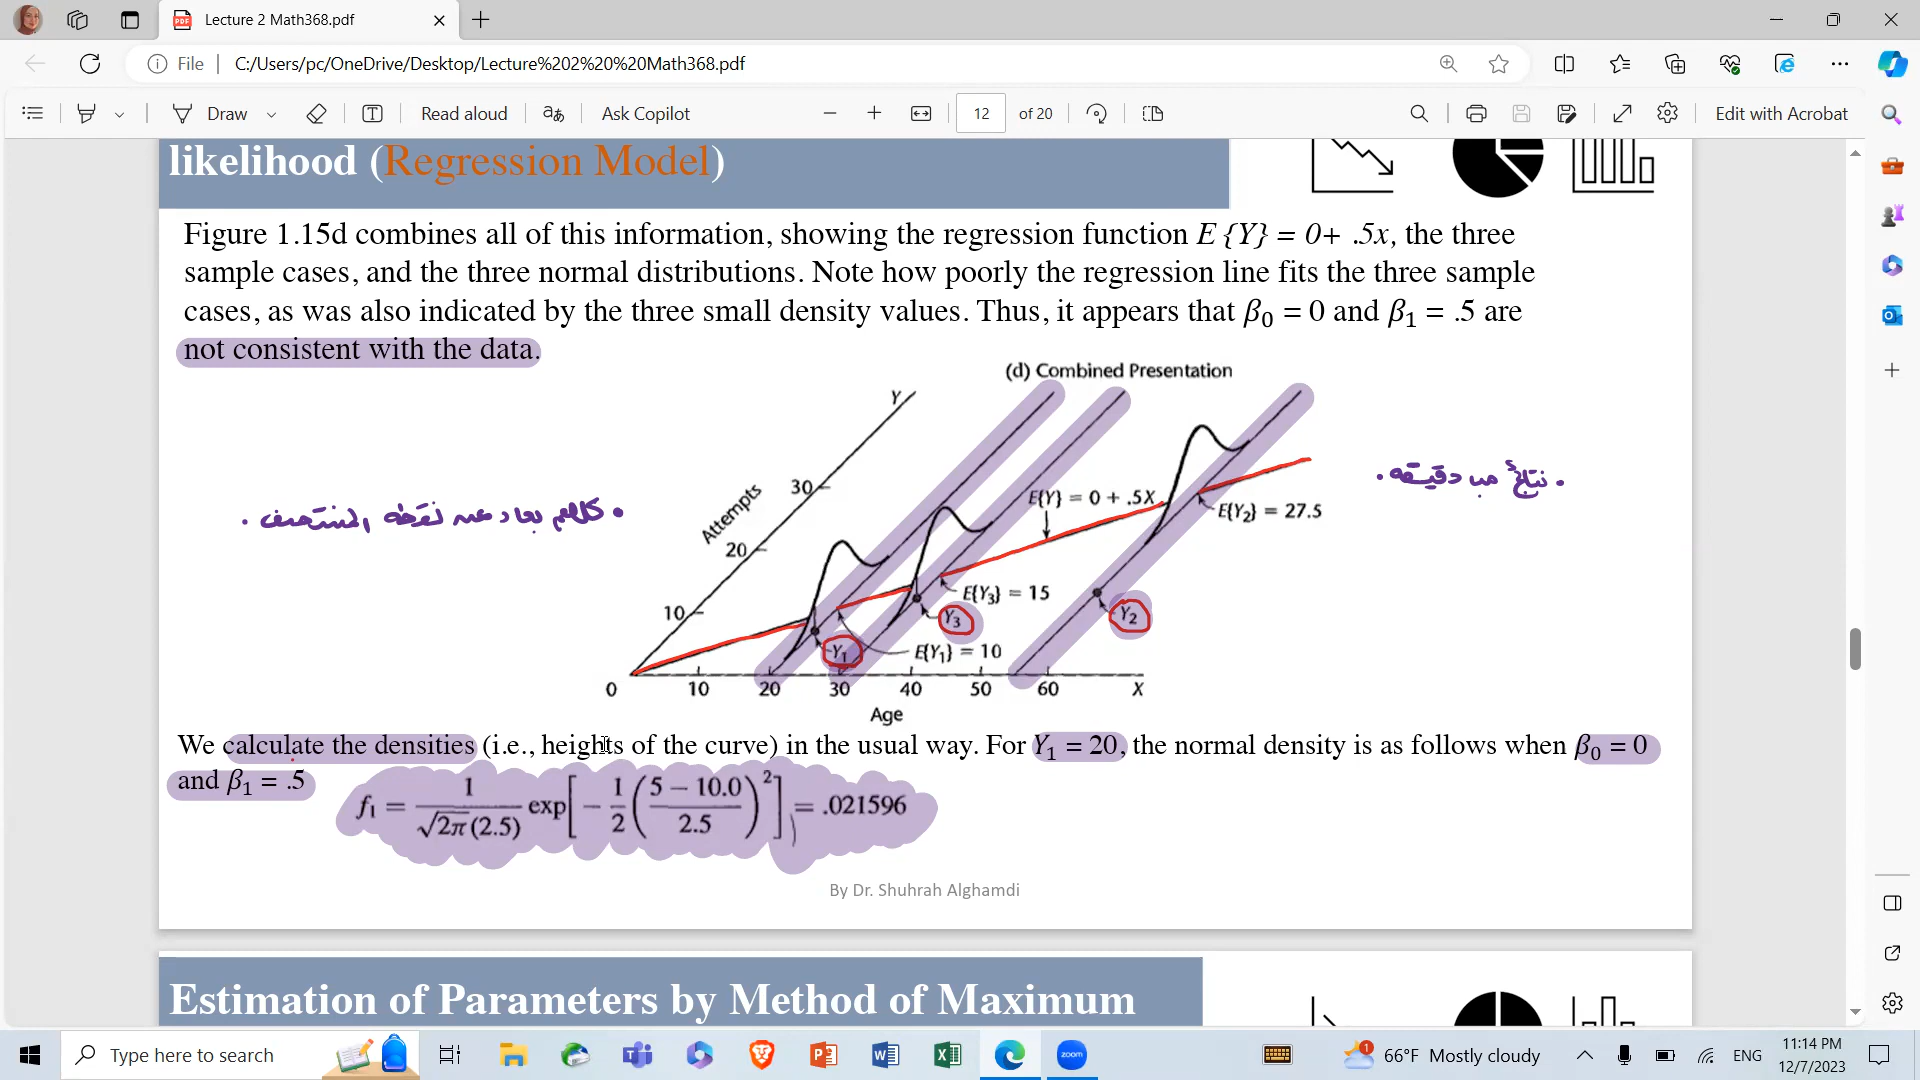 Lecture 2 Math368.pdf
File
C:/Users/pc/OneDrive/Desktop/Lecture%202%20%20Math368.pdf
Draw
Read aloud
aあ
Ask Copilot
12
of 20
Edit with Acrobat
likelihood (Regression Model)
Figure 1.15d combines all of this information, showing the regression function E {Y} = 0+ .5x, the three
sample cases, and the three normal distributions. Note how poorly the regression line fits the three sample
cases, as was also indicated by the three small density values. Thus, it appears that β₀ = 0 and β₁ = .5 are
not consistent with the data.
(d) Combined Presentation
Y
Attempts
30
20
10
0
10
20
30
40
50
60
X
Age
E{Y} = 0 + .5X
E{Y₂} = 27.5
E{Y₃} = 15
E{Y₁} = 10
Y₁
Y₃
Y₂
كلهم بعاد عن نقطه المنتصف
نتائج مب دقيقه
We calculate the densities (i.e., heights of the curve) in the usual way. For Y₁ = 20, the normal density is as follows when β₀ = 0
and β₁ = .5
f₁ = 1/(√2π (2.5)) exp[ − 1/2 ( (5 − 10.0)/2.5 )² ] = .021596
By Dr. Shuhrah Alghamdi
Estimation of Parameters by Method of Maximum
Type here to search
zoom
1
66°F Mostly cloudy
ENG
11:14 PM
12/7/2023